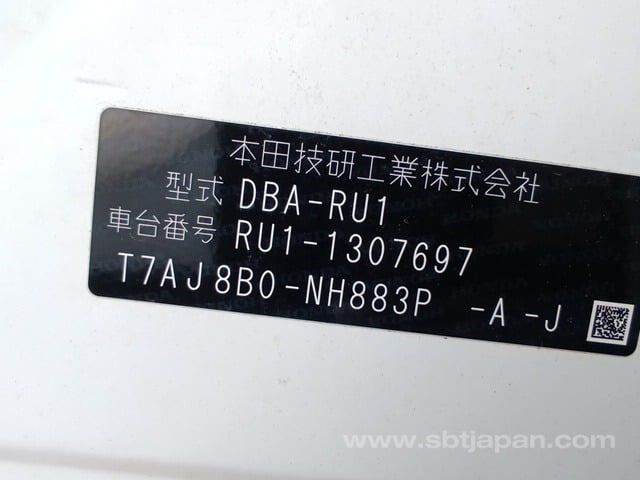 本田技研工業株式会社
型式 DBA-RU1
車台番号 RU1-1307697
T7AJ8B0-NH883P -A -J
www.sbtjapan.com